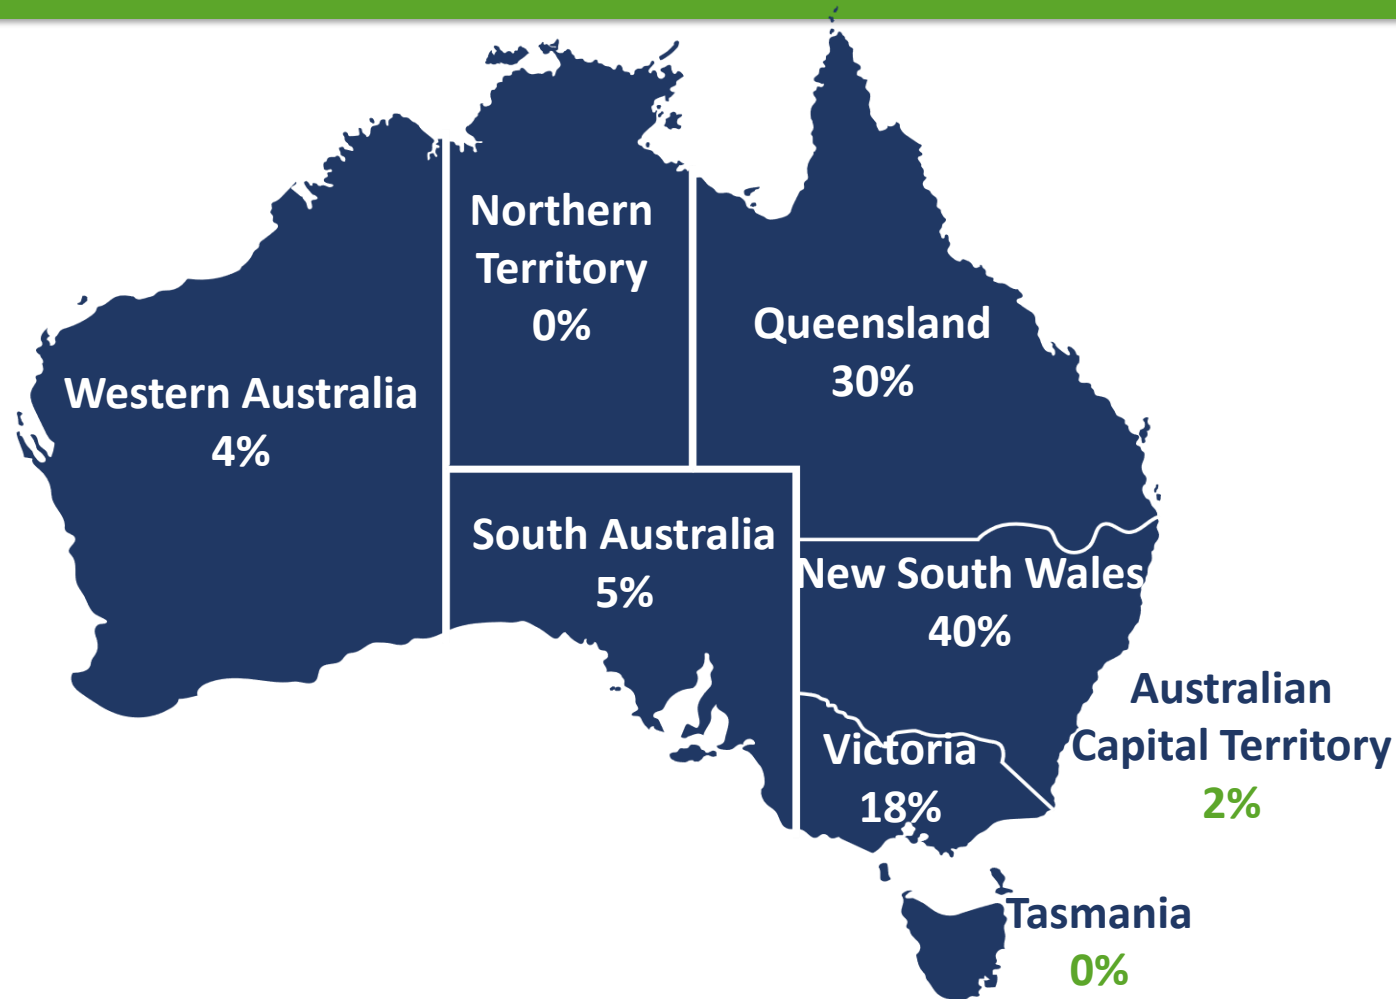 Northern
Territory
0%
Queensland
30%
Western Australia
4%
South Australia
5%
New South Wales
40%
Australian
Capital Territory
2%
Victoria
18%
Tasmania
0%